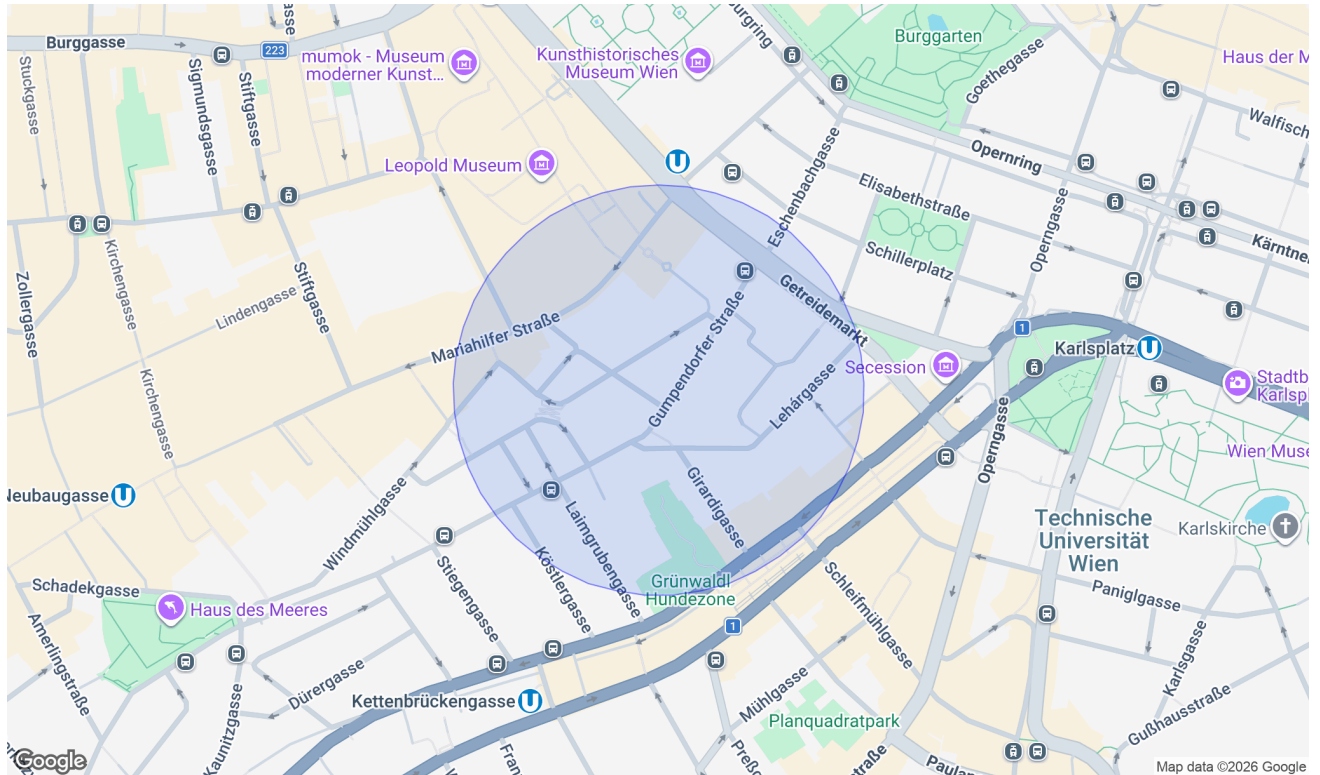 Burggasse
223
mumok - Museum
moderner Kunst...
Kunsthistorisches
Museum Wien
Burggarten
Goethegasse
Haus der M
Walfisch
Stuckgasse
Sigmundsgasse
Stiftgasse
Leopold Museum
U
Opernring
Eschenbachgasse
Elisabethstraße
Operngasse
Schillerplatz
Kärntner
Zollergasse
Kirchengasse
Lindengasse
Stiftgasse
Mariahilfer Straße
Gumpendorfer Straße
Getreidemarkt
1
Karlsplatz
U
Secession
Stadtb
Karlspl
Kirchengasse
Lehárgasse
Operngasse
Wien Muse
Neubaugasse
U
Windmühlgasse
Laimgrubengasse
Girardigasse
Technische
Universität
Wien
Karlskirche
Schadekgasse
Haus des Meeres
Stiegengasse
Köstlergasse
Grünwaldl
Hundezone
1
Schleifmühlgasse
Paniglgasse
Amerlingstraße
Dürergasse
Kettenbrückengasse
U
Mühlgasse
Planquadratpark
Karlsgasse
Gußhausstraße
Kaunitzgasse
Google
Map data ©2026 Google